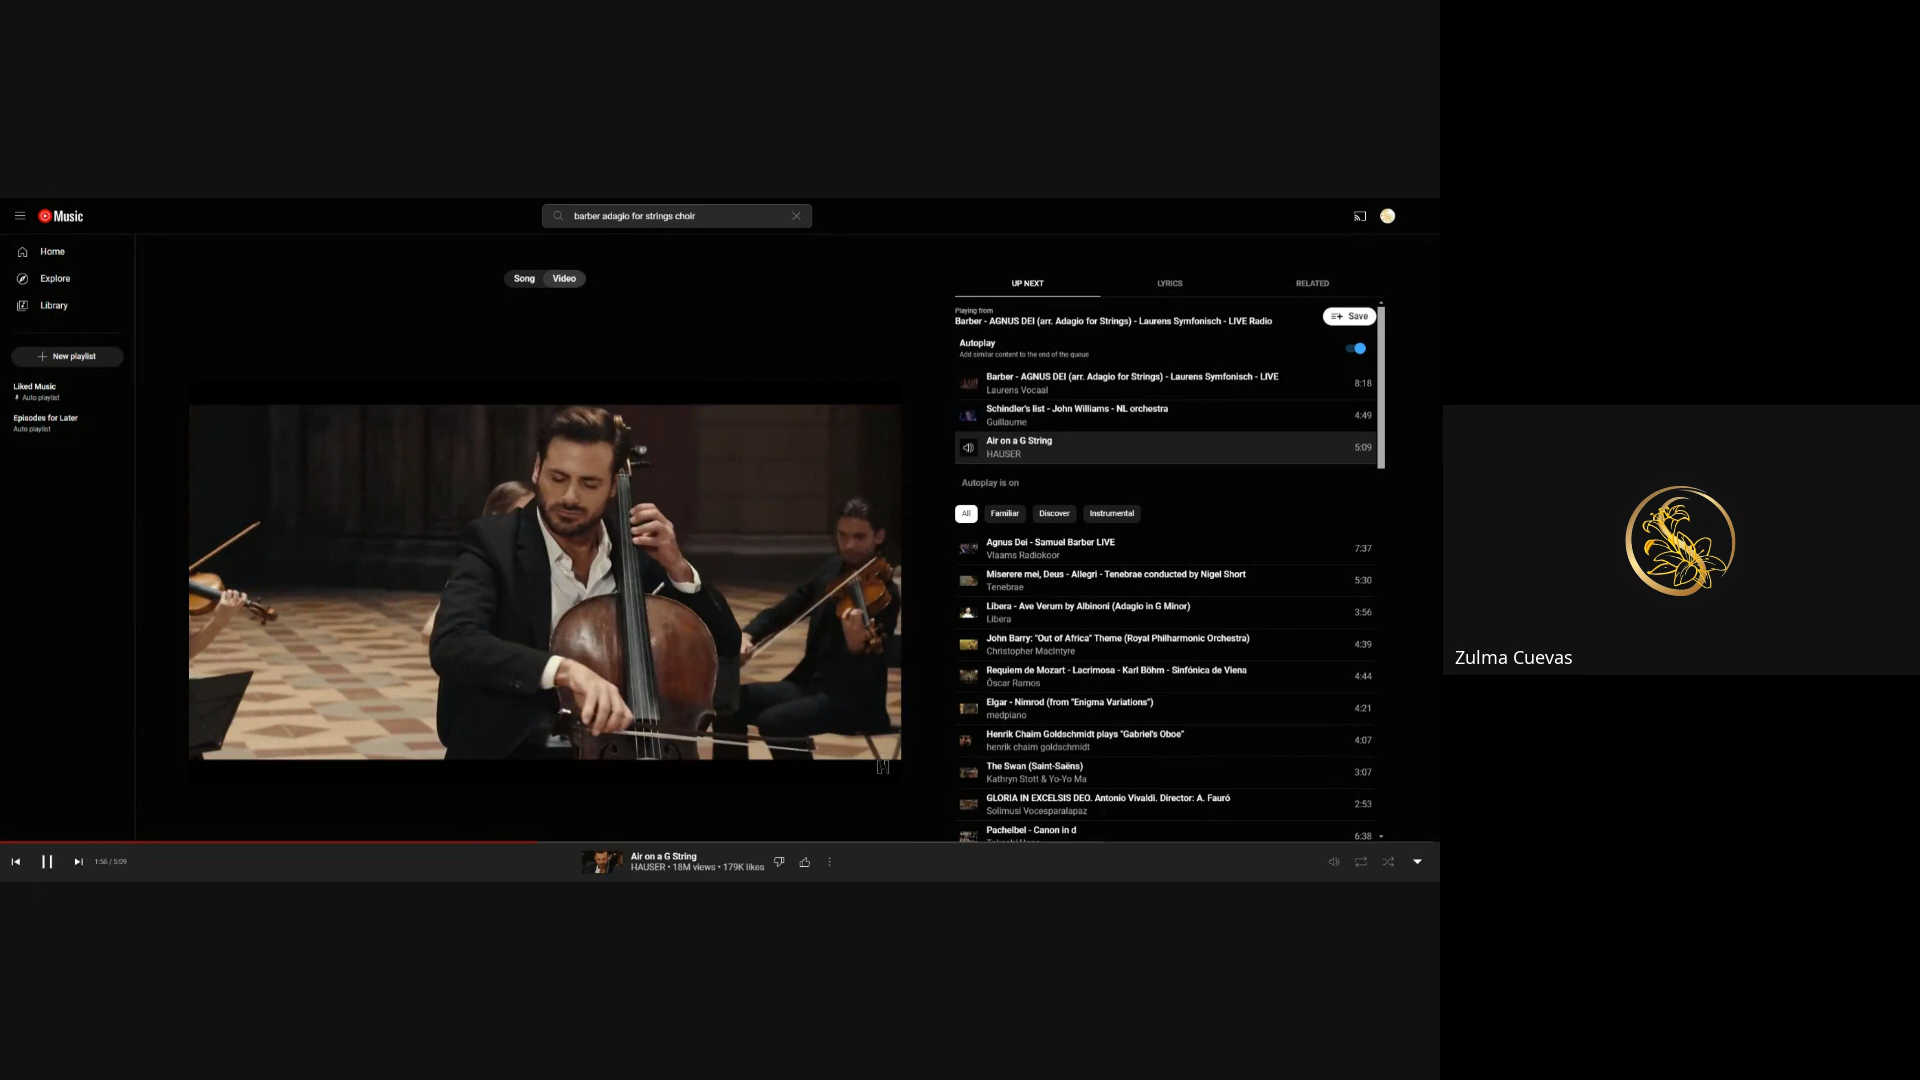 Music
barber adagio for strings choir
Home
Explore
Library
New playlist
Liked Music
Auto playlist
Episodes for Later
Auto playlist
Song
Video
UP NEXT
LYRICS
RELATED
Playing from
Barber - AGNUS DEI (arr. Adagio for Strings) - Laurens Symfonisch - LIVE Radio
Save
Autoplay
Add similar content to the end of the queue
Barber - AGNUS DEI (arr. Adagio for Strings) - Laurens Symfonisch - LIVE
Laurens Vocaal
8:18
Schindler's list - John Williams - NL orchestra
Guillaume
4:49
Air on a G String
HAUSER
5:09
Autoplay is on
All
Familiar
Discover
Instrumental
Agnus Dei - Samuel Barber LIVE
Vlaams Radiokoor
7:37
Miserere mei, Deus - Allegri - Tenebrae conducted by Nigel Short
Tenebrae
5:30
Libera - Ave Verum by Albinoni (Adagio in G Minor)
Libera
3:56
John Barry: "Out of Africa" Theme (Royal Philharmonic Orchestra)
Christopher MacIntyre
4:39
Requiem de Mozart - Lacrimosa - Karl Böhm - Sinfónica de Viena
Óscar Ramos
4:44
Elgar - Nimrod (from "Enigma Variations")
medpiano
4:21
Henrik Chaim Goldschmidt plays "Gabriel's Oboe"
henrik chaim goldschmidt
4:07
The Swan (Saint-Saëns)
Kathryn Stott & Yo-Yo Ma
3:07
GLORIA IN EXCELSIS DEO. Antonio Vivaldi. Director: A. Fauró
Solimusi Vocesparalapaz
2:53
Pachelbel - Canon in d
6:38
1:56 / 5:09
Air on a G String
HAUSER • 18M views • 179K likes
Zulma Cuevas